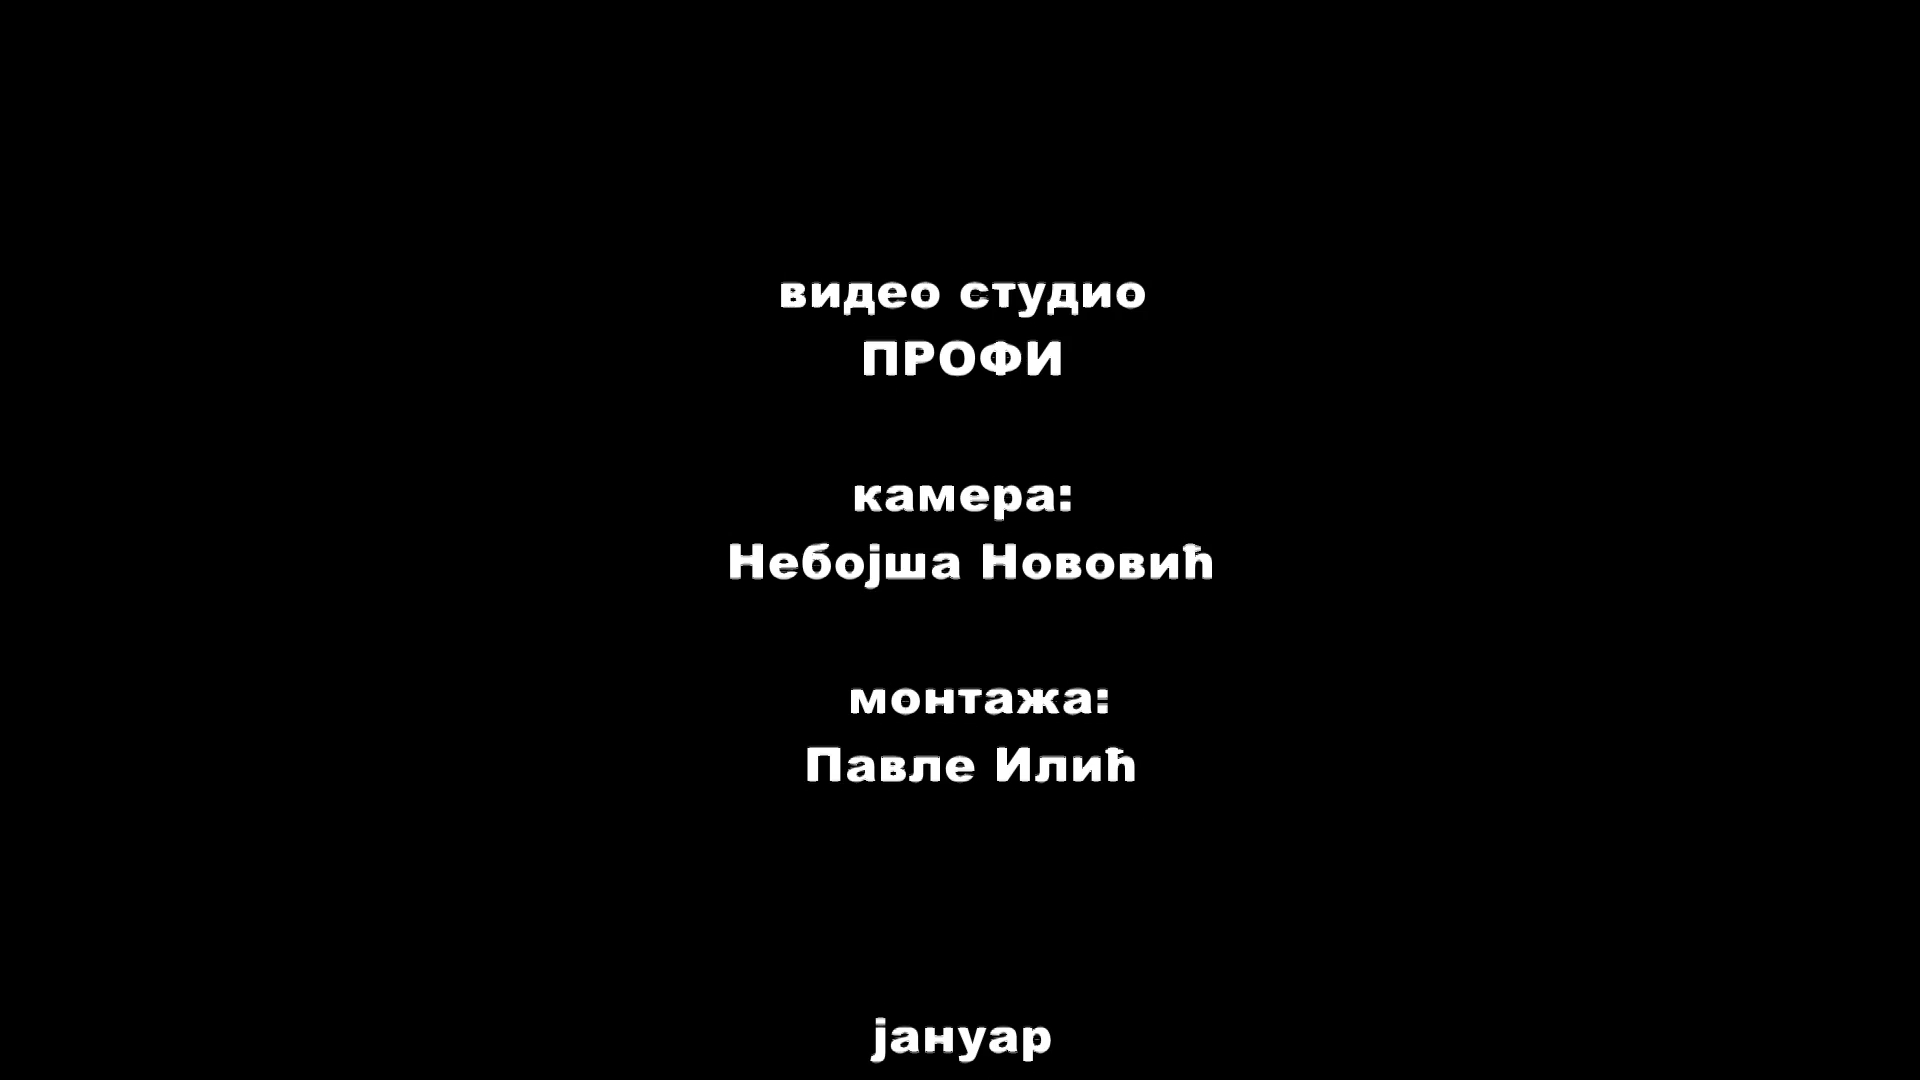 видео студио
ПРОФИ
камера:
Небојша Нововић
монтажа:
Павле Илић
јануар